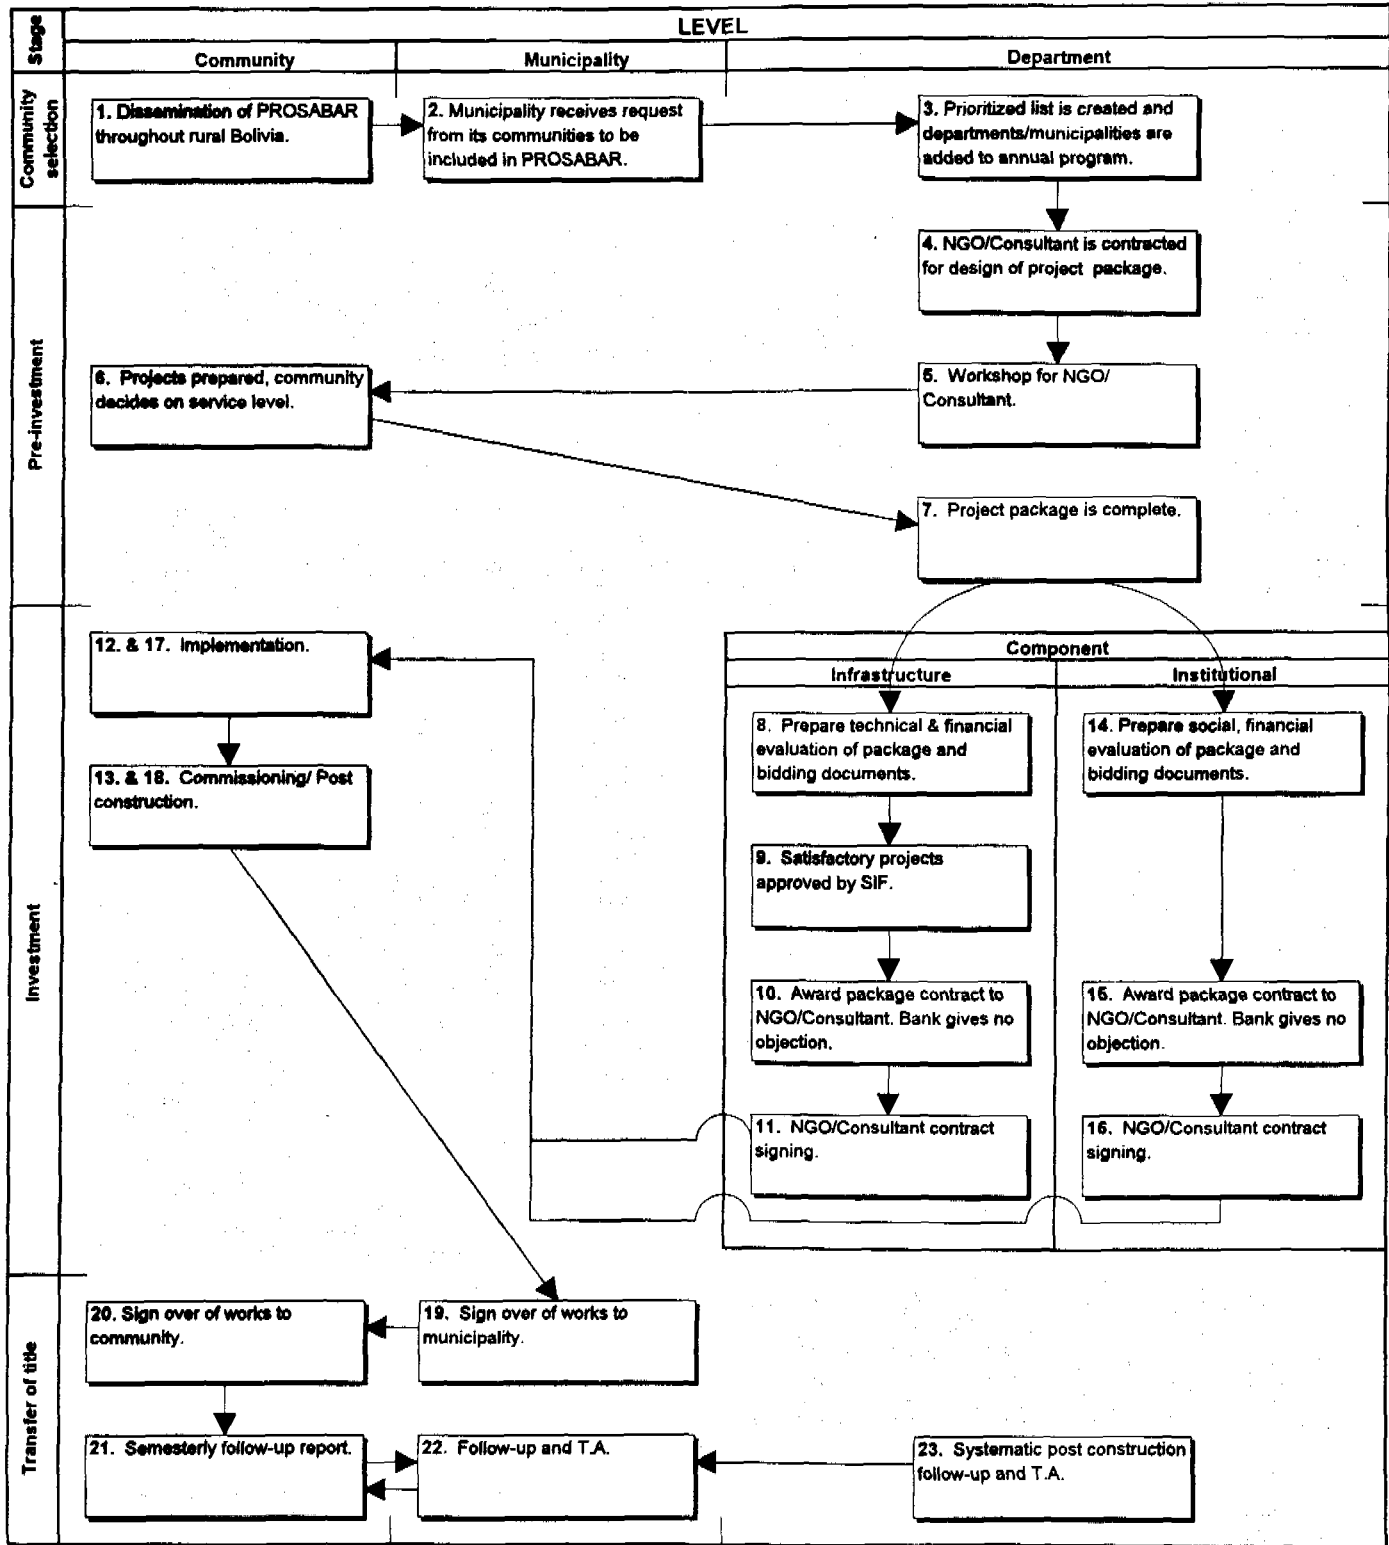 LEVEL
Stage
Community
Municipality
Department
Community
selection
1. Dissemination of PROSABAR
throughout rural Bolivia.
2. Municipality receives request
from its communities to be
included in PROSABAR.
3. Prioritized list is created and
departments/municipalities are
added to annual program.
Pre-investment
4. NGO/Consultant is contracted
for design of project package.
5. Workshop for NGO/
Consultant.
6. Projects prepared, community
decides on service level.
7. Project package is complete.
Investment
Component
Infrastructure
Institutional
8. Prepare technical & financial
evaluation of package and
bidding documents.
9. Satisfactory projects
approved by SIF.
10. Award package contract to
NGO/Consultant. Bank gives no
objection.
11. NGO/Consultant contract
signing.
12. & 17. Implementation.
13. & 18. Commissioning/ Post
construction.
14. Prepare social, financial
evaluation of package and
bidding documents.
15. Award package contract to
NGO/Consultant. Bank gives no
objection.
16. NGO/Consultant contract
signing.
Transfer of title
19. Sign over of works to
municipality.
20. Sign over of works to
community.
21. Semesterly follow-up report.
22. Follow-up and T.A.
23. Systematic post construction
follow-up and T.A.